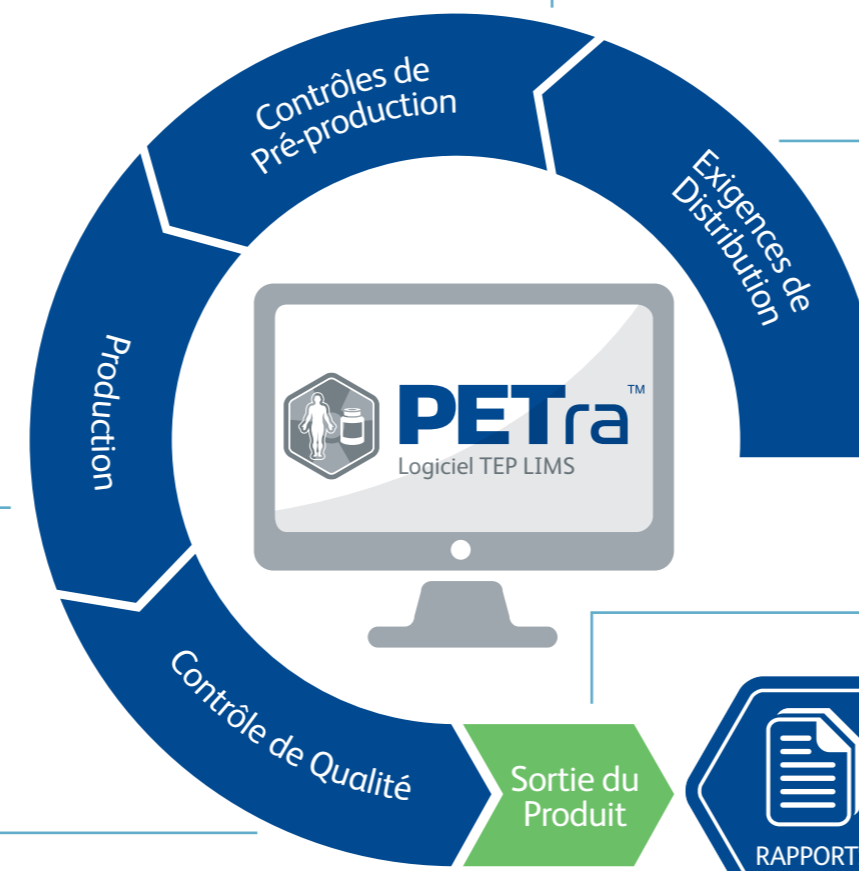 Contrôles de
Pré-production
Exigences de
Distribution
Production
PETra™
Logiciel TEP LIMS
Contrôle de Qualité
Sortie du
Produit
RAPPORT